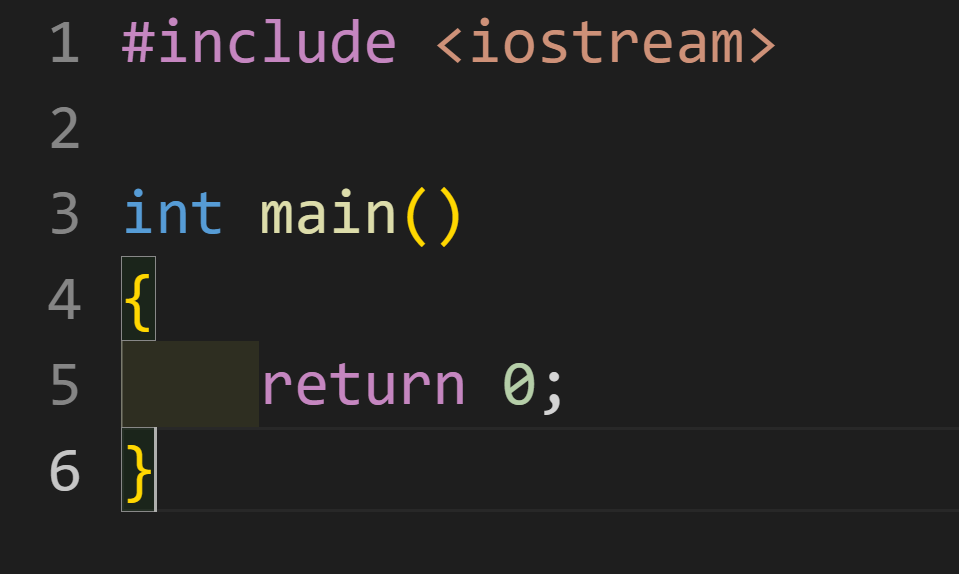 1 #include <iostream>
2
3 int main()
4 {
5     return 0;
6 }